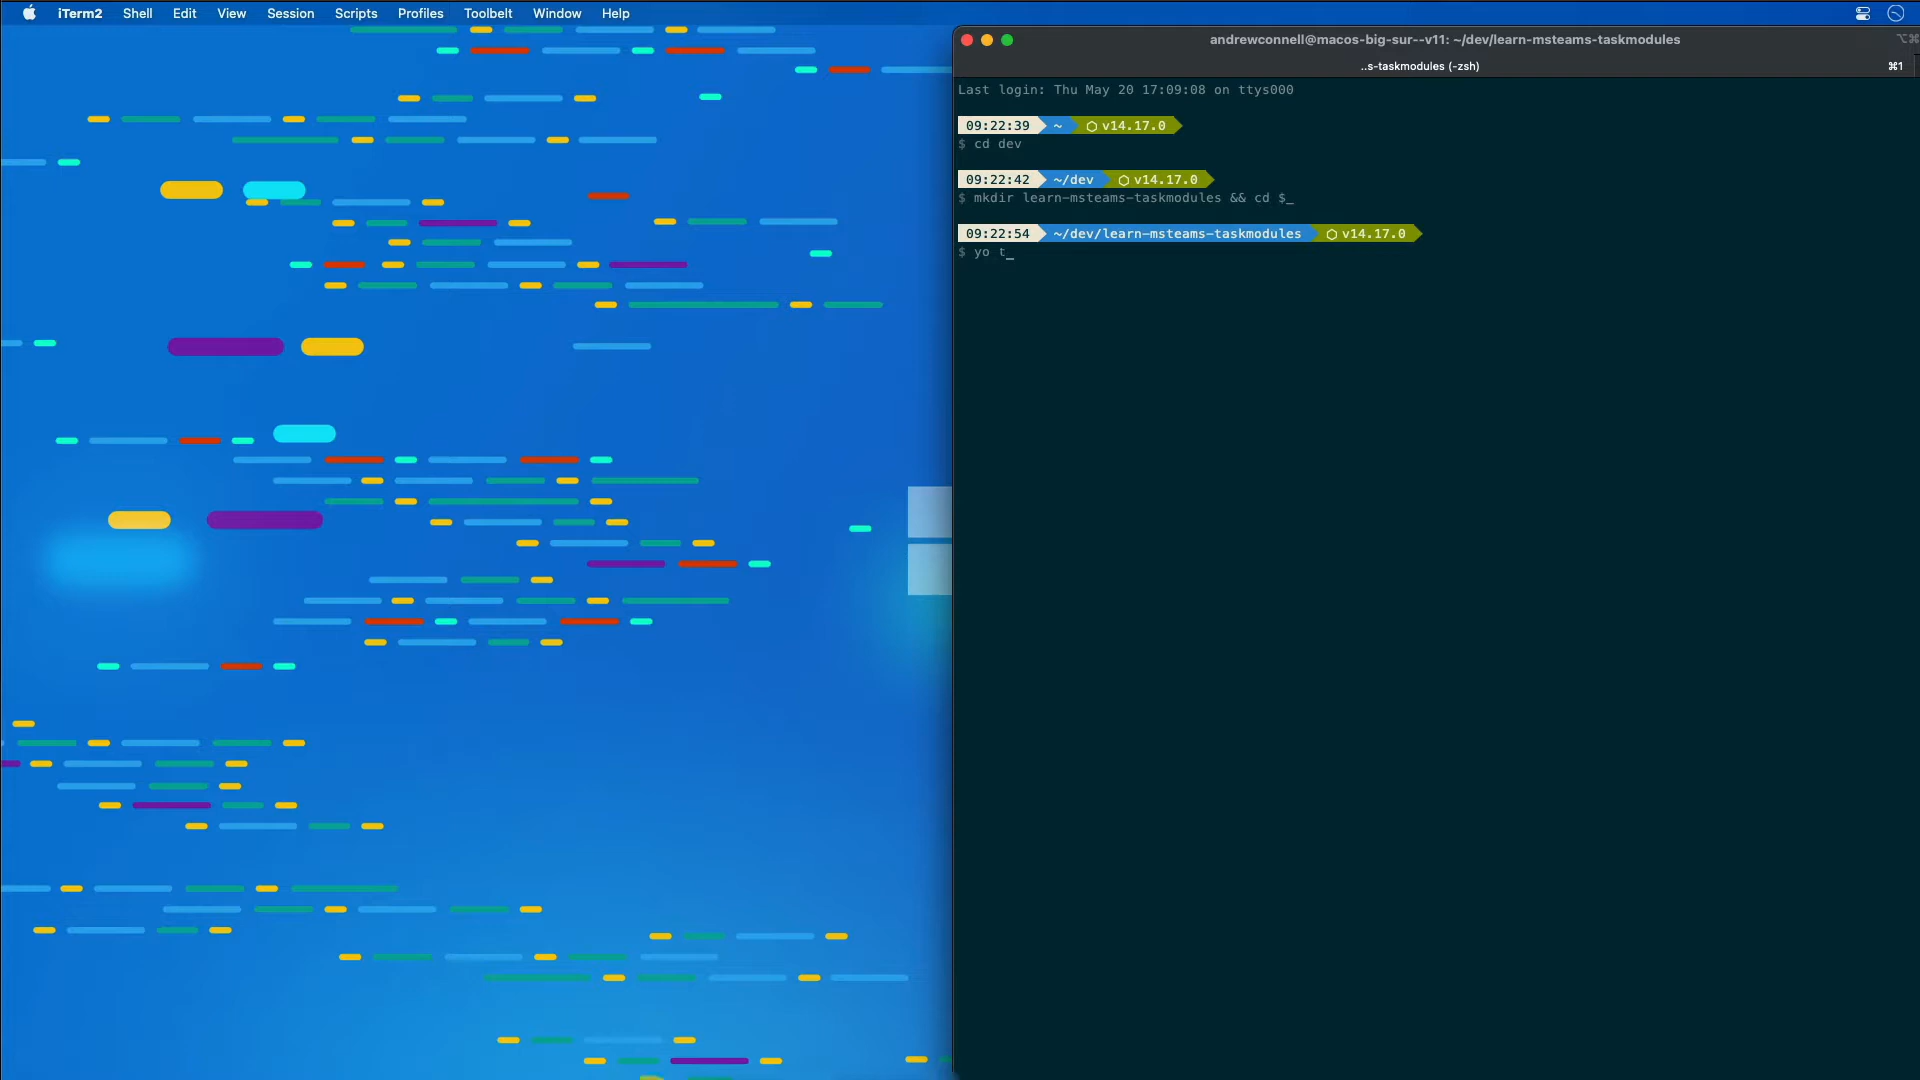 iTerm2 Shell Edit View Session Scripts Profiles Toolbelt Window Help
andrewconnell@macos-big-sur--v11: ~/dev/learn-msteams-taskmodules ⌥⌘
..s-taskmodules (-zsh) ⌘1
Last login: Thu May 20 17:09:08 on ttys000
09:22:39 ~ ⬡ v14.17.0
$ cd dev
09:22:42 ~/dev ⬡ v14.17.0
$ mkdir learn-msteams-taskmodules && cd $_
09:22:54 ~/dev/learn-msteams-taskmodules ⬡ v14.17.0
$ yo t_